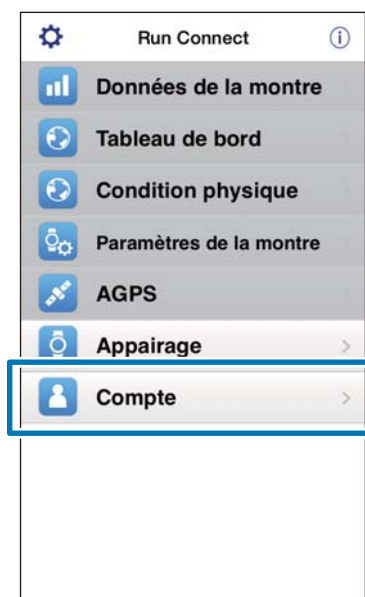 Run Connect
Données de la montre
Tableau de bord
Condition physique
Paramètres de la montre
AGPS
Appairage
Compte